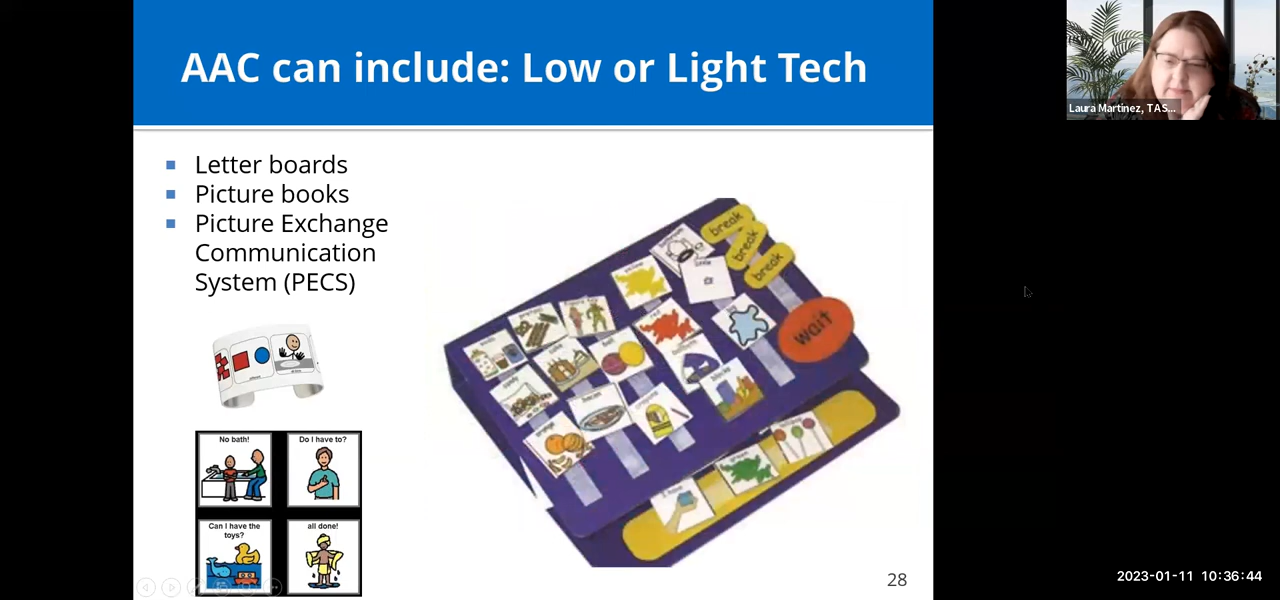 AAC can include: Low or Light Tech
Laura Martinez, TAS...
Letter boards
Picture books
Picture Exchange
Communication
System (PECS)
break
break
break
wait
red
No bath!
Do I have to?
Can I have the
toys?
all done!
28
2023-01-11 10:36:44